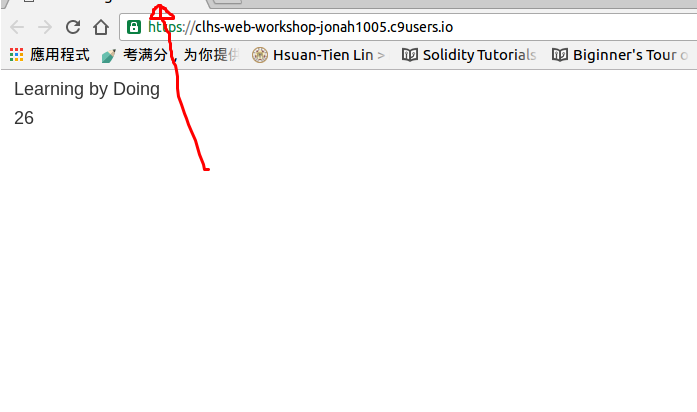 https://clhs-web-workshop-jonah1005.c9users.io
應用程式 考满分，为你提供 Hsuan-Tien Lin > Solidity Tutorials Biginner's Tour o
Learning by Doing
26